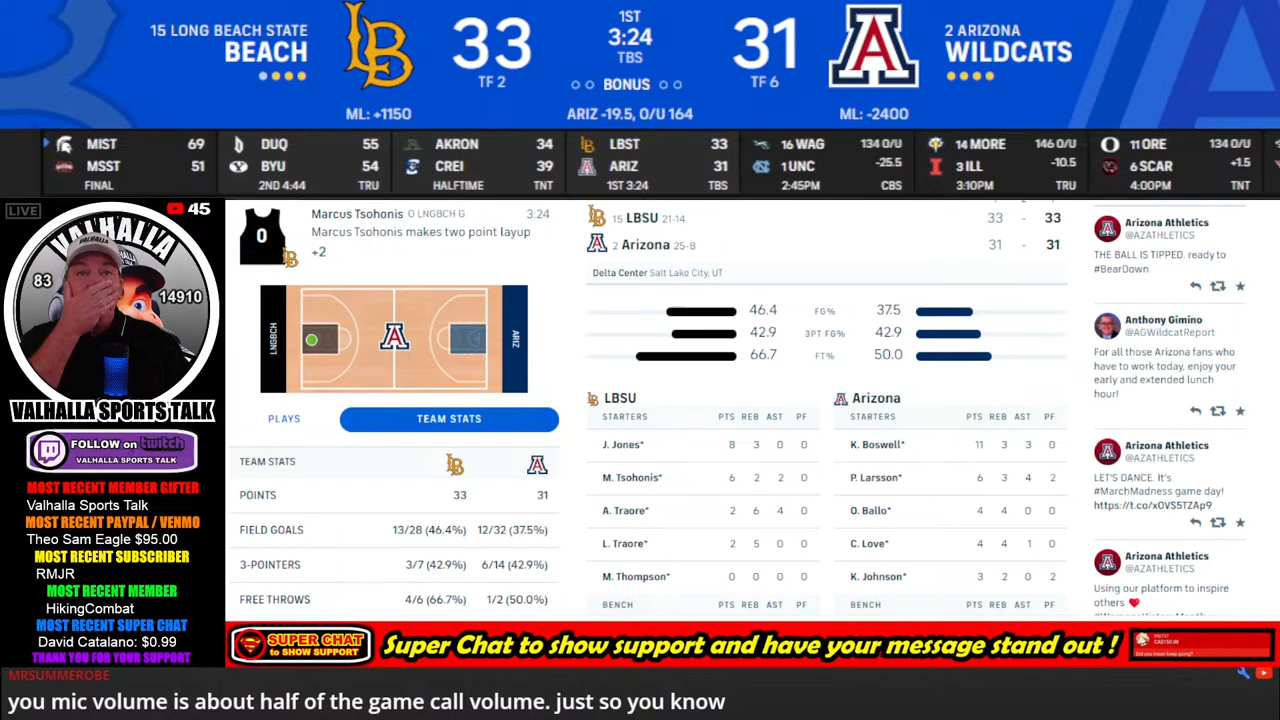 15 LONG BEACH STATE
BEACH
LB
33
TF 2
ML: +1150
1ST
3:24
TBS
BONUS
ARIZ -19.5, O/U 164
31
TF 6
A
2 ARIZONA
WILDCATS
ML: -2400
MIST 69
MSST 51
FINAL
DUQ 55
BYU 54
2ND 4:44 TRU
AKRON 34
CREI 39
HALFTIME TNT
LBST 33
ARIZ 31
1ST 3:24 TBS
16 WAG 134 O/U
1 UNC -25.5
2:45PM CBS
14 MORE 146 O/U
3 ILL -10.5
3:10PM TRU
11 ORE 134 O/U
6 SCAR +1.5
4:00PM TNT
LIVE
45
VALHALLA
83
14910
VALHALLA SPORTS TALK
FOLLOW on twitch
VALHALLA SPORTS TALK
MOST RECENT MEMBER GIFTER
Valhalla Sports Talk
MOST RECENT PAYPAL / VENMO
Theo Sam Eagle $95.00
MOST RECENT SUBSCRIBER
RMJR
MOST RECENT MEMBER
HikingCombat
MOST RECENT SUPER CHAT
David Catalano: $0.99
THANK YOU FOR YOUR SUPPORT
0
Marcus Tsohonis 0 LNGBCH G 3:24
Marcus Tsohonis makes two point layup
+2
LNGBCH
A
ARIZ
PLAYS
TEAM STATS
TEAM STATS
POINTS 33 31
FIELD GOALS 13/28 (46.4%) 12/32 (37.5%)
3-POINTERS 3/7 (42.9%) 6/14 (42.9%)
FREE THROWS 4/6 (66.7%) 1/2 (50.0%)
15 LBSU 21-14 33 - 33
2 Arizona 25-8 31 - 31
Delta Center Salt Lake City, UT
46.4 FG% 37.5
42.9 3PT FG% 42.9
66.7 FT% 50.0
LBSU
STARTERS PTS REB AST PF
J. Jones* 8 3 0 0
M. Tsohonis* 6 2 2 0
A. Traore* 2 6 4 0
L. Traore* 2 5 0 0
M. Thompson* 0 0 0 0
BENCH PTS REB AST PF
Arizona
STARTERS PTS REB AST PF
K. Boswell* 11 3 3 0
P. Larsson* 6 3 4 2
O. Ballo* 4 4 0 0
C. Love* 4 4 1 0
K. Johnson* 3 2 0 2
BENCH PTS REB AST PF
Arizona Athletics
@AZATHLETICS
THE BALL IS TIPPED. ready to
#BearDown
Anthony Gimino
@AGWildcatReport
For all those Arizona fans who
have to work today, enjoy your
early and extended lunch
hour!
Arizona Athletics
@AZATHLETICS
LET'S DANCE. It's
#MarchMadness game day!
https://t.co/xOVS5TZAp9
Arizona Athletics
@AZATHLETICS
Using our platform to inspire
others
SUPER CHAT
to SHOW SUPPORT
Super Chat to show support and have your message stand out !
Did you mean keep going?
MRSUMMEROBE
you mic volume is about half of the game call volume. just so you know